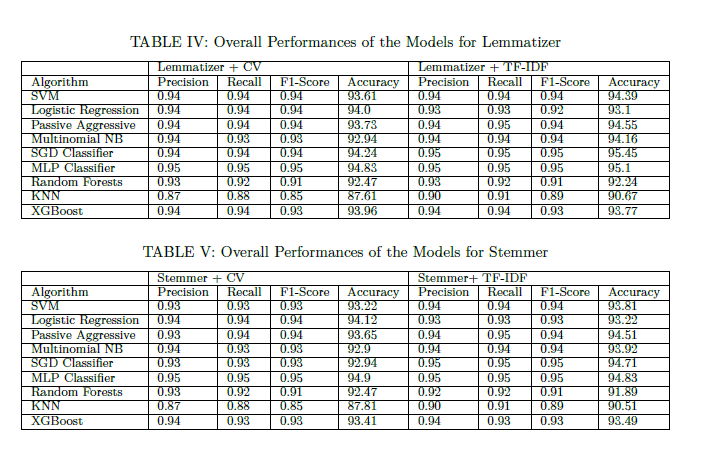 TABLE IV: Overall Performances of the Models for Lemmatizer
Lemmatizer + CV Lemmatizer + TF-IDF
Algorithm Precision Recall F1-Score Accuracy Precision Recall F1-Score Accuracy
SVM 0.94 0.94 0.94 93.61 0.94 0.94 0.94 94.39
Logistic Regression 0.94 0.94 0.94 94.0 0.93 0.93 0.92 93.1
Passive Aggressive 0.94 0.94 0.94 93.73 0.94 0.95 0.94 94.55
Multinomial NB 0.94 0.93 0.93 92.94 0.94 0.94 0.94 94.16
SGD Classifier 0.94 0.94 0.94 94.24 0.95 0.95 0.95 95.45
MLP Classifier 0.95 0.95 0.95 94.83 0.95 0.95 0.95 95.1
Random Forests 0.93 0.92 0.91 92.47 0.93 0.92 0.91 92.24
KNN 0.87 0.88 0.85 87.61 0.90 0.91 0.89 90.67
XGBoost 0.94 0.94 0.93 93.96 0.94 0.94 0.93 93.77
TABLE V: Overall Performances of the Models for Stemmer
Stemmer + CV Stemmer+ TF-IDF
Algorithm Precision Recall F1-Score Accuracy Precision Recall F1-Score Accuracy
SVM 0.93 0.93 0.93 93.22 0.94 0.94 0.94 93.81
Logistic Regression 0.94 0.94 0.94 94.12 0.93 0.93 0.93 93.22
Passive Aggressive 0.93 0.94 0.94 93.65 0.94 0.95 0.94 94.51
Multinomial NB 0.94 0.93 0.93 92.9 0.94 0.94 0.94 93.92
SGD Classifier 0.93 0.93 0.93 92.94 0.95 0.95 0.95 94.71
MLP Classifier 0.95 0.95 0.95 94.9 0.95 0.95 0.95 94.83
Random Forests 0.93 0.92 0.91 92.47 0.92 0.92 0.91 91.89
KNN 0.87 0.88 0.85 87.81 0.90 0.91 0.89 90.51
XGBoost 0.94 0.93 0.93 93.41 0.94 0.93 0.93 93.49